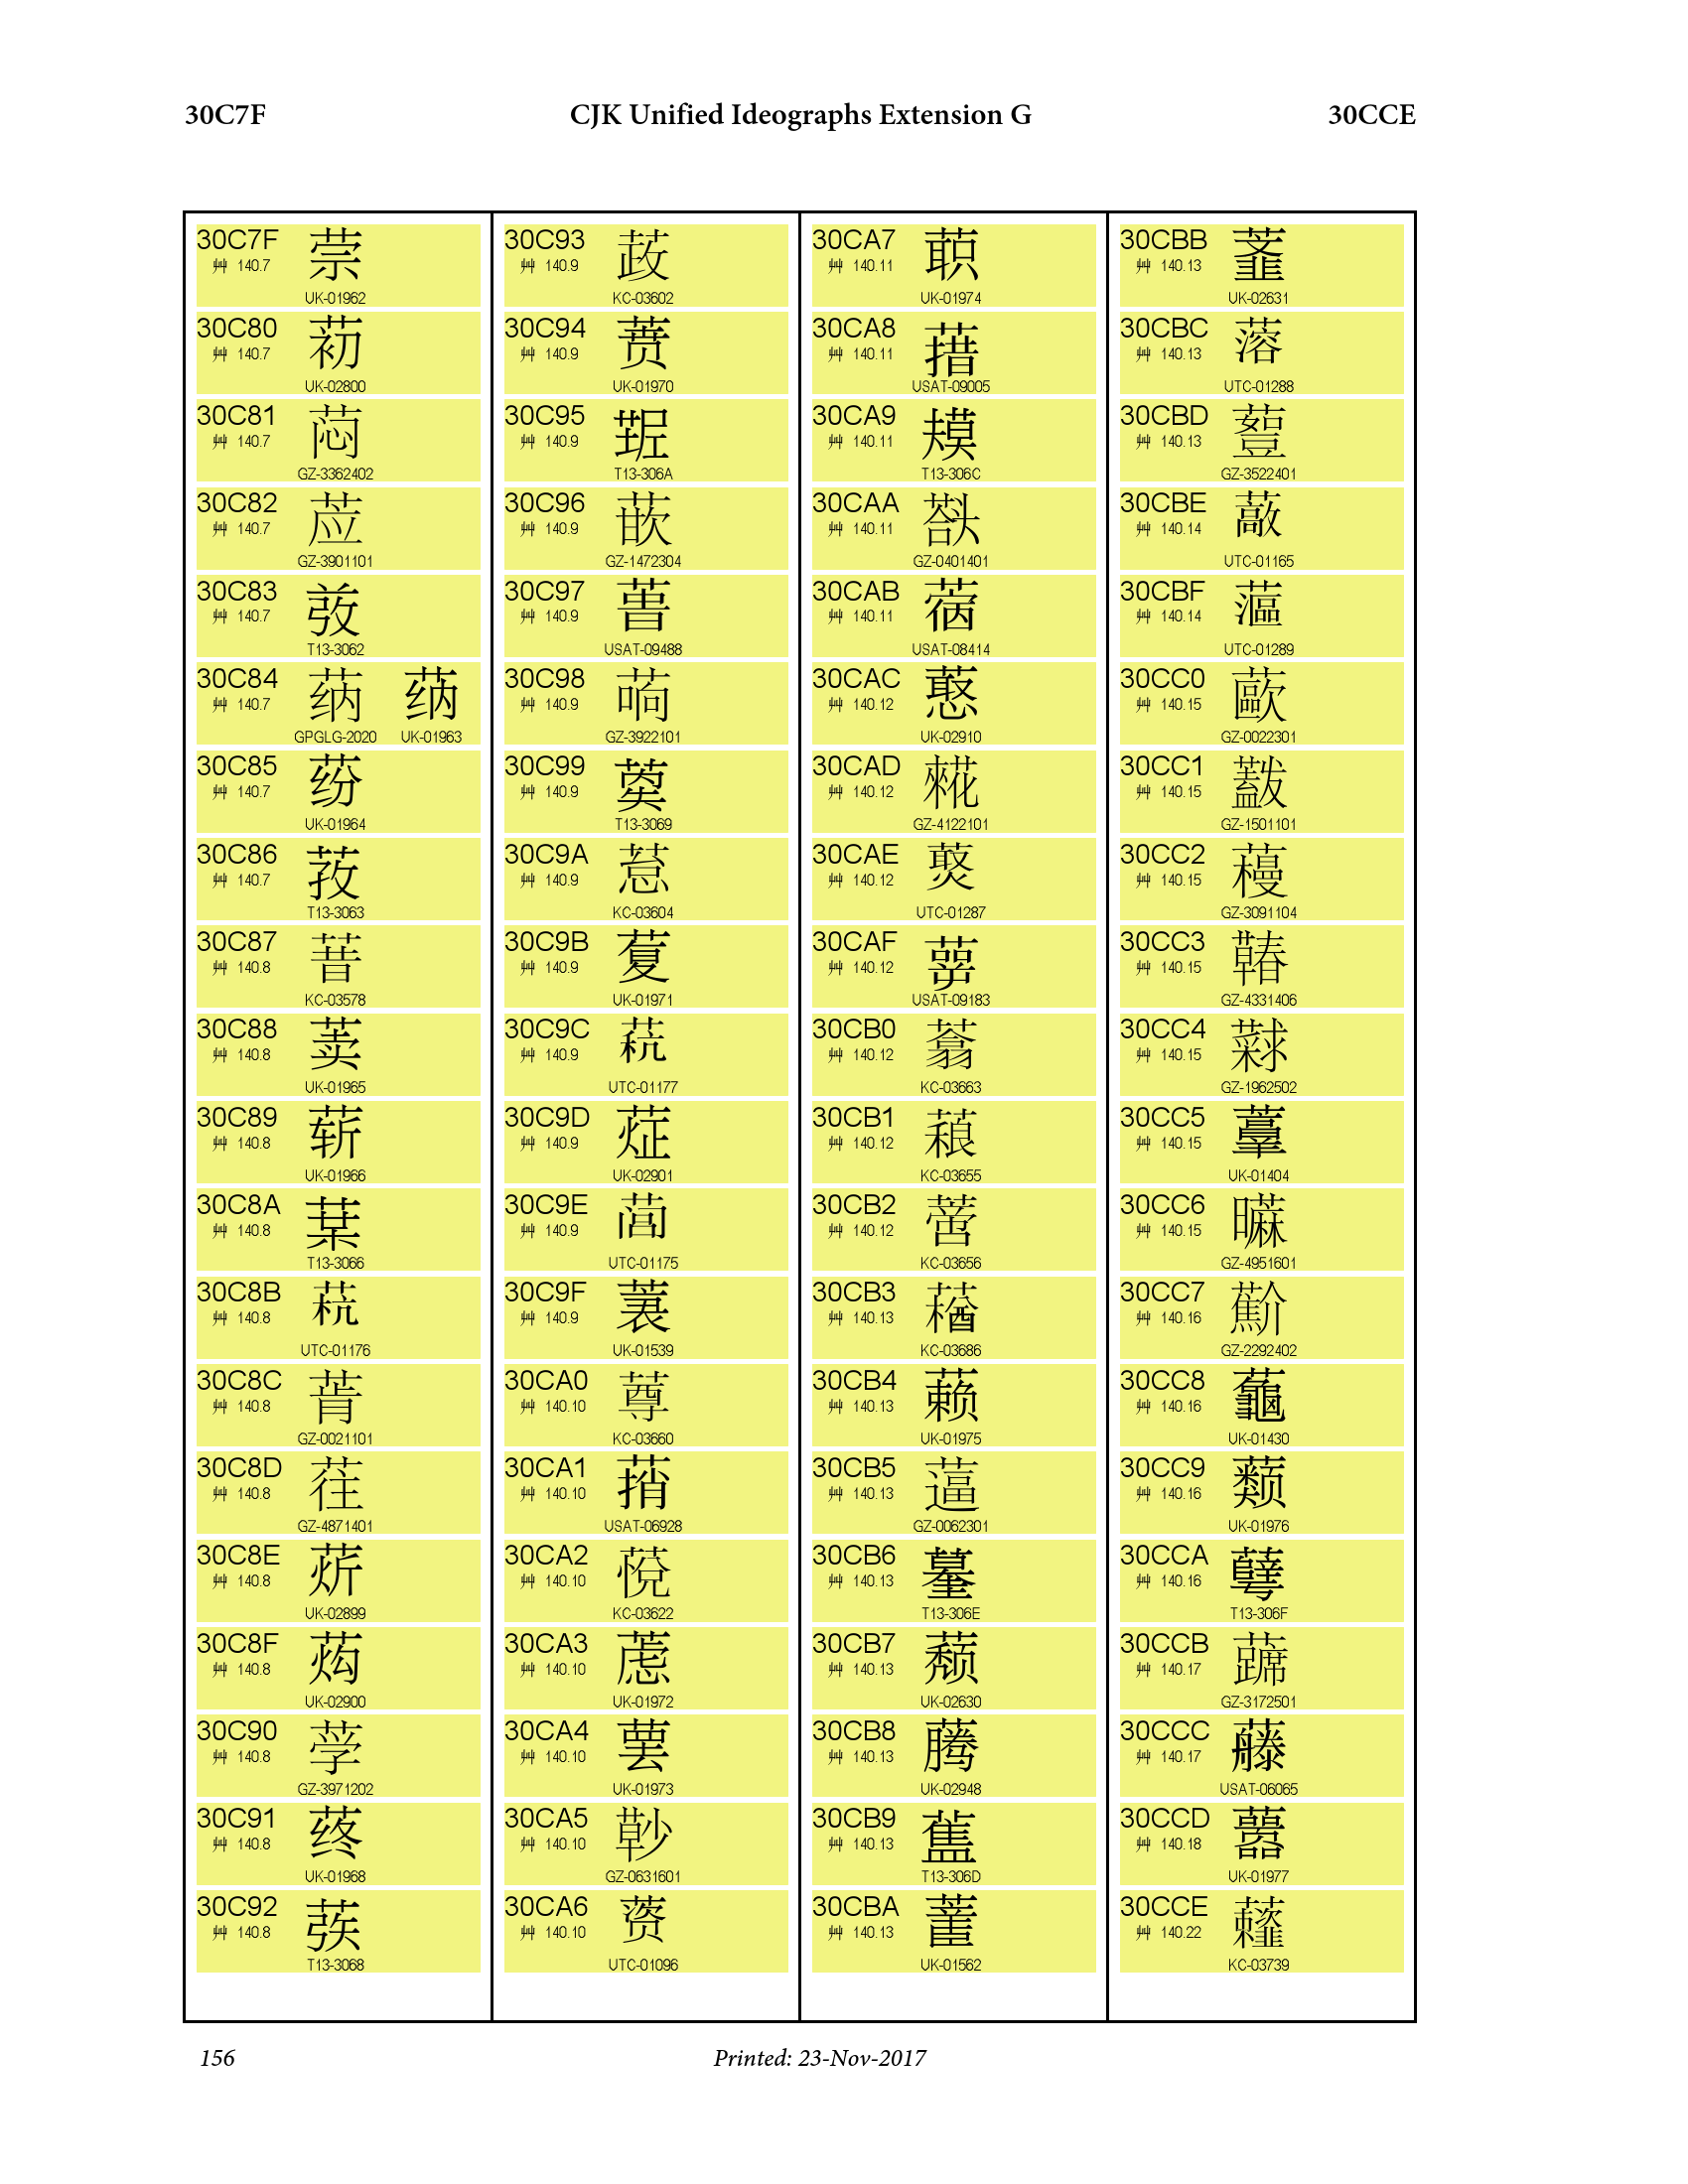 30C7F CJK Unified Ideographs Extension G 30CCE
30C7F
艸 140.7
UK-01962
30C80
艸 140.7
UK-02800
30C81
艸 140.7
GZ-3362402
30C82
艸 140.7
GZ-3901101
30C83
艸 140.7
T13-3062
30C84
艸 140.7
GPGLG-2020 UK-01963
30C85
艸 140.7
UK-01964
30C86
艸 140.7
T13-3063
30C87
艸 140.8
KC-03578
30C88
艸 140.8
UK-01965
30C89
艸 140.8
UK-01966
30C8A
艸 140.8
T13-3066
30C8B
艸 140.8
UTC-01176
30C8C
艸 140.8
GZ-0021101
30C8D
艸 140.8
GZ-4871401
30C8E
艸 140.8
UK-02899
30C8F
艸 140.8
UK-02900
30C90
艸 140.8
GZ-3971202
30C91
艸 140.8
UK-01968
30C92
艸 140.8
T13-3068
30C93
艸 140.9
KC-03602
30C94
艸 140.9
UK-01970
30C95
艸 140.9
T13-306A
30C96
艸 140.9
GZ-1472304
30C97
艸 140.9
USAT-09488
30C98
艸 140.9
GZ-3922101
30C99
艸 140.9
T13-3069
30C9A
艸 140.9
KC-03604
30C9B
艸 140.9
UK-01971
30C9C
艸 140.9
UTC-01177
30C9D
艸 140.9
UK-02901
30C9E
艸 140.9
UTC-01175
30C9F
艸 140.9
UK-01539
30CA0
艸 140.10
KC-03660
30CA1
艸 140.10
USAT-06928
30CA2
艸 140.10
KC-03622
30CA3
艸 140.10
UK-01972
30CA4
艸 140.10
UK-01973
30CA5
艸 140.10
GZ-0631601
30CA6
艸 140.10
UTC-01096
30CA7
艸 140.11
UK-01974
30CA8
艸 140.11
USAT-09005
30CA9
艸 140.11
T13-306C
30CAA
艸 140.11
GZ-0401401
30CAB
艸 140.11
USAT-08414
30CAC
艸 140.12
UK-02910
30CAD
艸 140.12
GZ-4122101
30CAE
艸 140.12
UTC-01287
30CAF
艸 140.12
USAT-09183
30CB0
艸 140.12
KC-03663
30CB1
艸 140.12
KC-03655
30CB2
艸 140.12
KC-03656
30CB3
艸 140.13
KC-03686
30CB4
艸 140.13
UK-01975
30CB5
艸 140.13
GZ-0062301
30CB6
艸 140.13
T13-306E
30CB7
艸 140.13
UK-02630
30CB8
艸 140.13
UK-02948
30CB9
艸 140.13
T13-306D
30CBA
艸 140.13
UK-01562
30CBB
艸 140.13
UK-02631
30CBC
艸 140.13
UTC-01288
30CBD
艸 140.13
GZ-3522401
30CBE
艸 140.14
UTC-01165
30CBF
艸 140.14
UTC-01289
30CC0
艸 140.15
GZ-0022301
30CC1
艸 140.15
GZ-1501101
30CC2
艸 140.15
GZ-3091104
30CC3
艸 140.15
GZ-4331406
30CC4
艸 140.15
GZ-1962502
30CC5
艸 140.15
UK-01404
30CC6
艸 140.15
GZ-4951601
30CC7
艸 140.16
GZ-2292402
30CC8
艸 140.16
UK-01430
30CC9
艸 140.16
UK-01976
30CCA
艸 140.16
T13-306F
30CCB
艸 140.17
GZ-3172501
30CCC
艸 140.17
USAT-06065
30CCD
艸 140.18
UK-01977
30CCE
艸 140.22
KC-03739
156 Printed: 23-Nov-2017